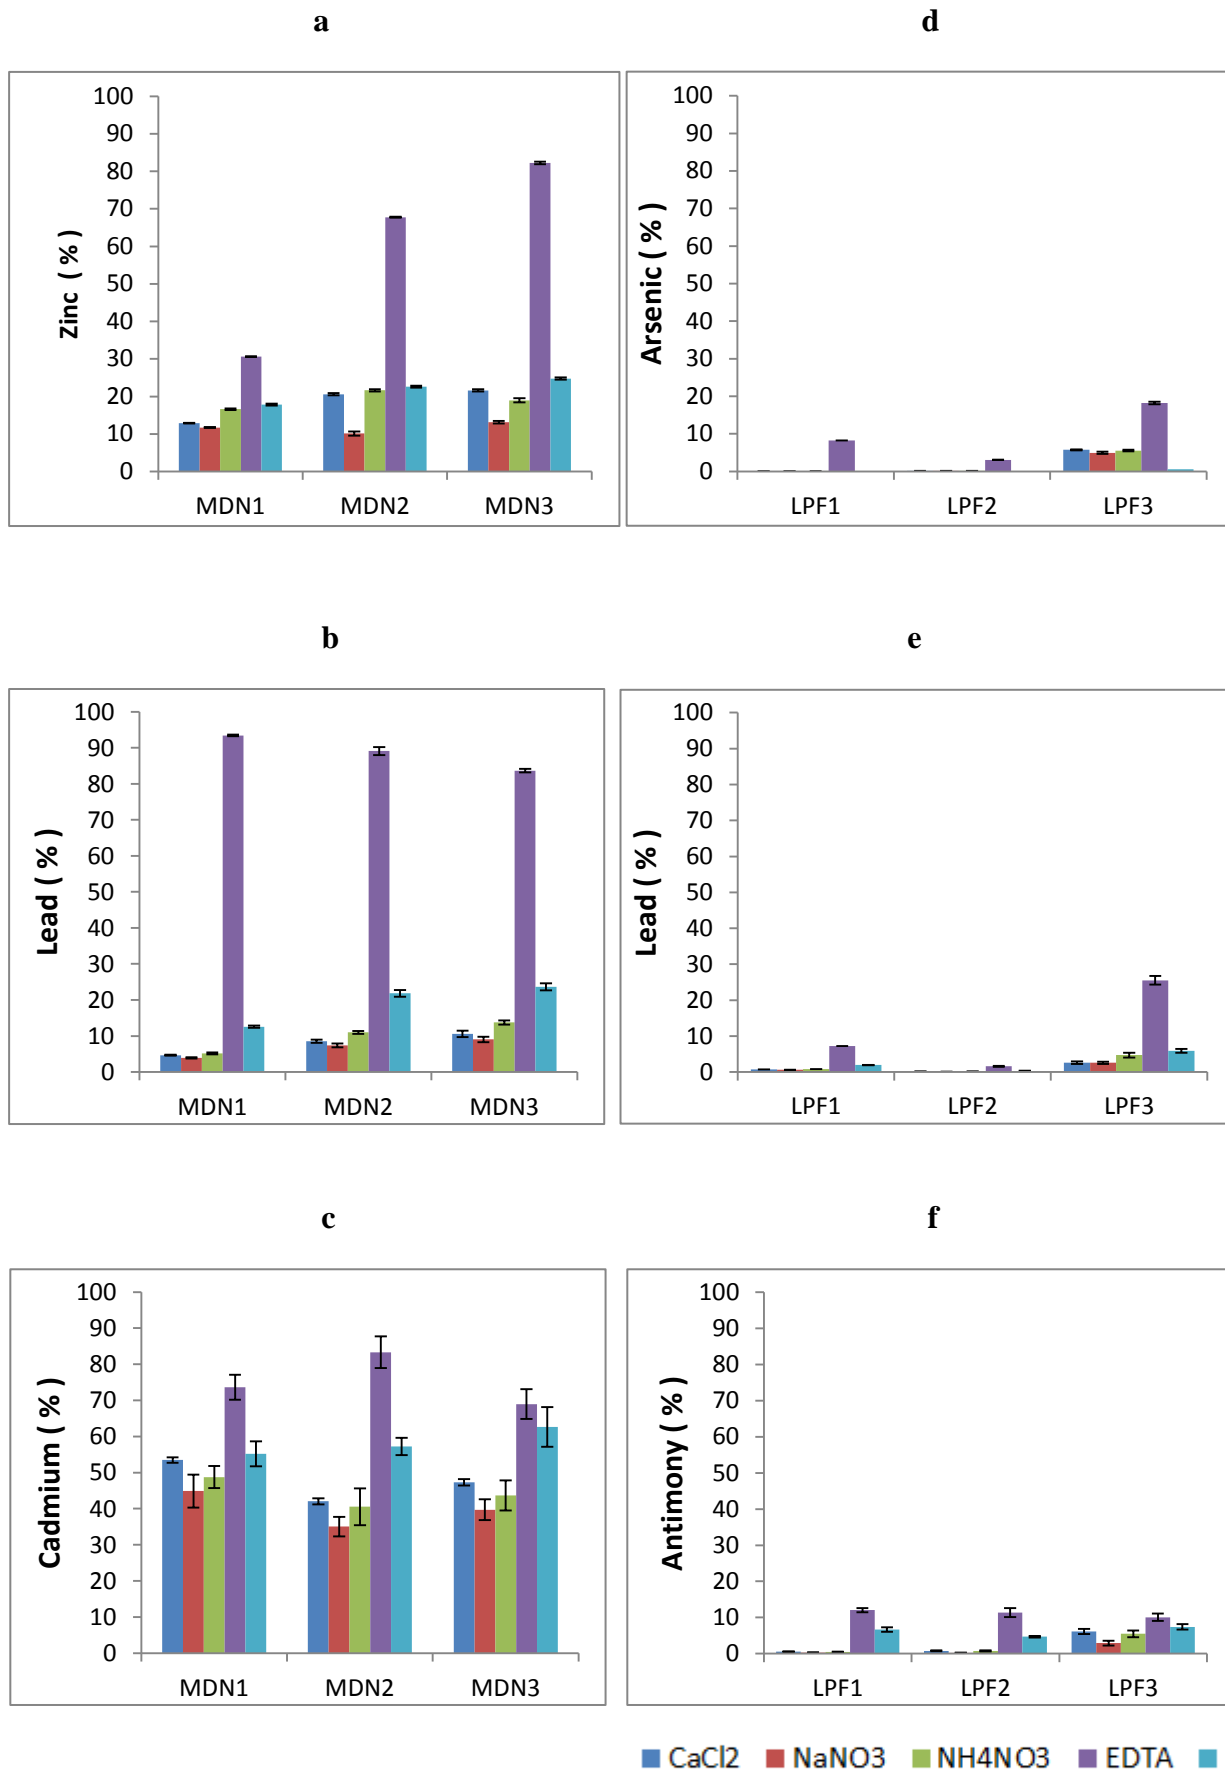 a
d
100
90
80
70
60
50
40
30
20
10
0
Zinc ( % )
MDN1
MDN2
MDN3
100
90
80
70
60
50
40
30
20
10
0
Arsenic ( % )
LPF1
LPF2
LPF3
b
e
100
90
80
70
60
50
40
30
20
10
0
Lead ( % )
MDN1
MDN2
MDN3
100
90
80
70
60
50
40
30
20
10
0
Lead ( % )
LPF1
LPF2
LPF3
c
f
100
90
80
70
60
50
40
30
20
10
0
Cadmium ( % )
MDN1
MDN2
MDN3
100
90
80
70
60
50
40
30
20
10
0
Antimony ( % )
LPF1
LPF2
LPF3
CaCl2 NaNO3 NH4NO3 EDTA